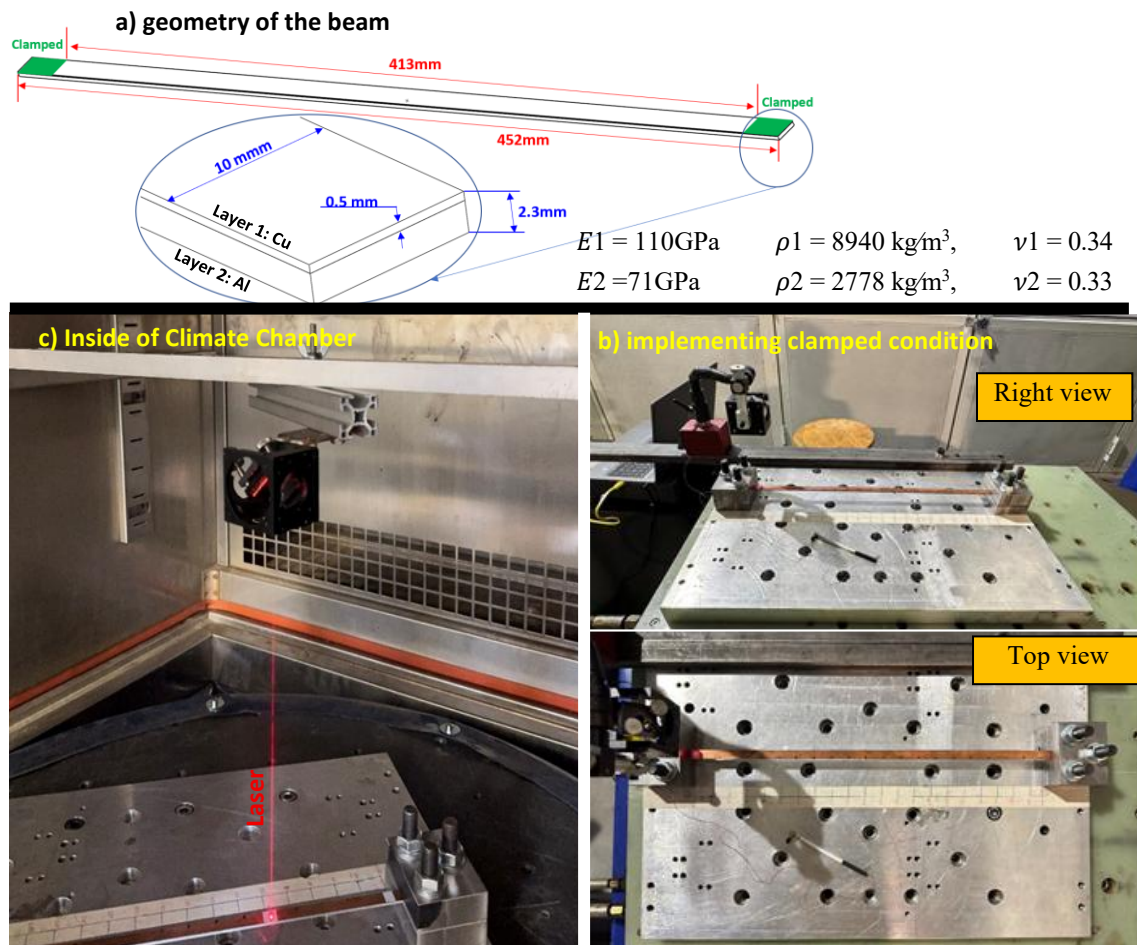 a) geometry of the beam
Clamped
413mm
Clamped
452mm
10 mmm
0.5 mm
2.3mm
Layer 1: Cu
Layer 2: Al
𝐸1 = 110GPa 𝜌1 = 8940 kg∕m³, 𝜈1 = 0.34
𝐸2 =71GPa 𝜌2 = 2778 kg∕m³, 𝜈2 = 0.33
c) Inside of Climate Chamber
Laser
b) implementing clamped condition
Right view
Top view